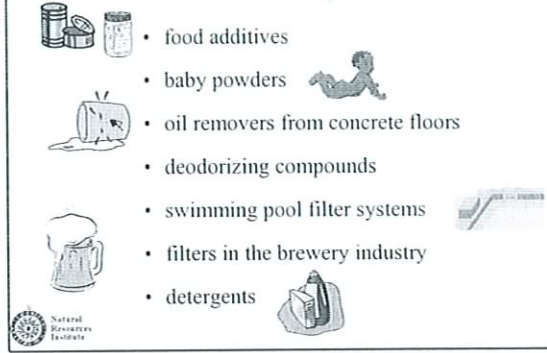 • food additives
• baby powders
• oil removers from concrete floors
• deodorizing compounds
• swimming pool filter systems
• filters in the brewery industry
• detergents
Natural
Resources
Institute